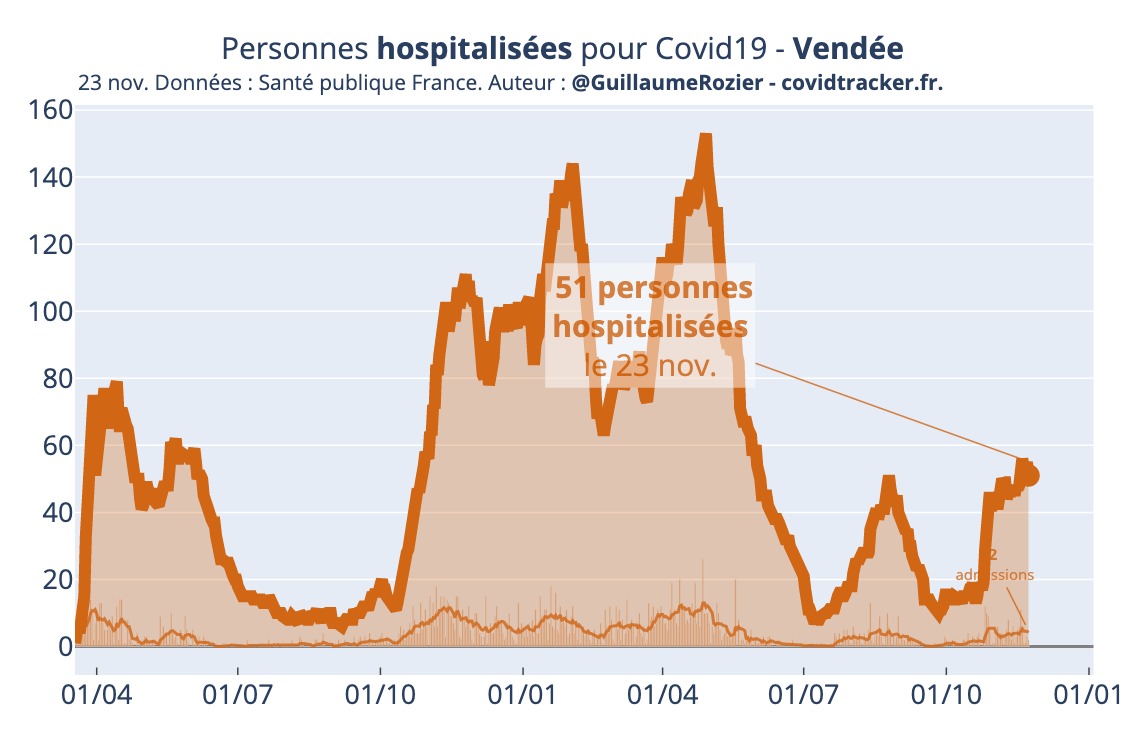 Personnes hospitalisées pour Covid19 - Vendée
23 nov. Données : Santé publique France. Auteur : @GuillaumeRozier - covidtracker.fr.
160
140
120
100
80
60
40
20
0
51 personnes
hospitalisées
le 23 nov.
2
admissions
01/04 01/07 01/10 01/01 01/04 01/07 01/10 01/01